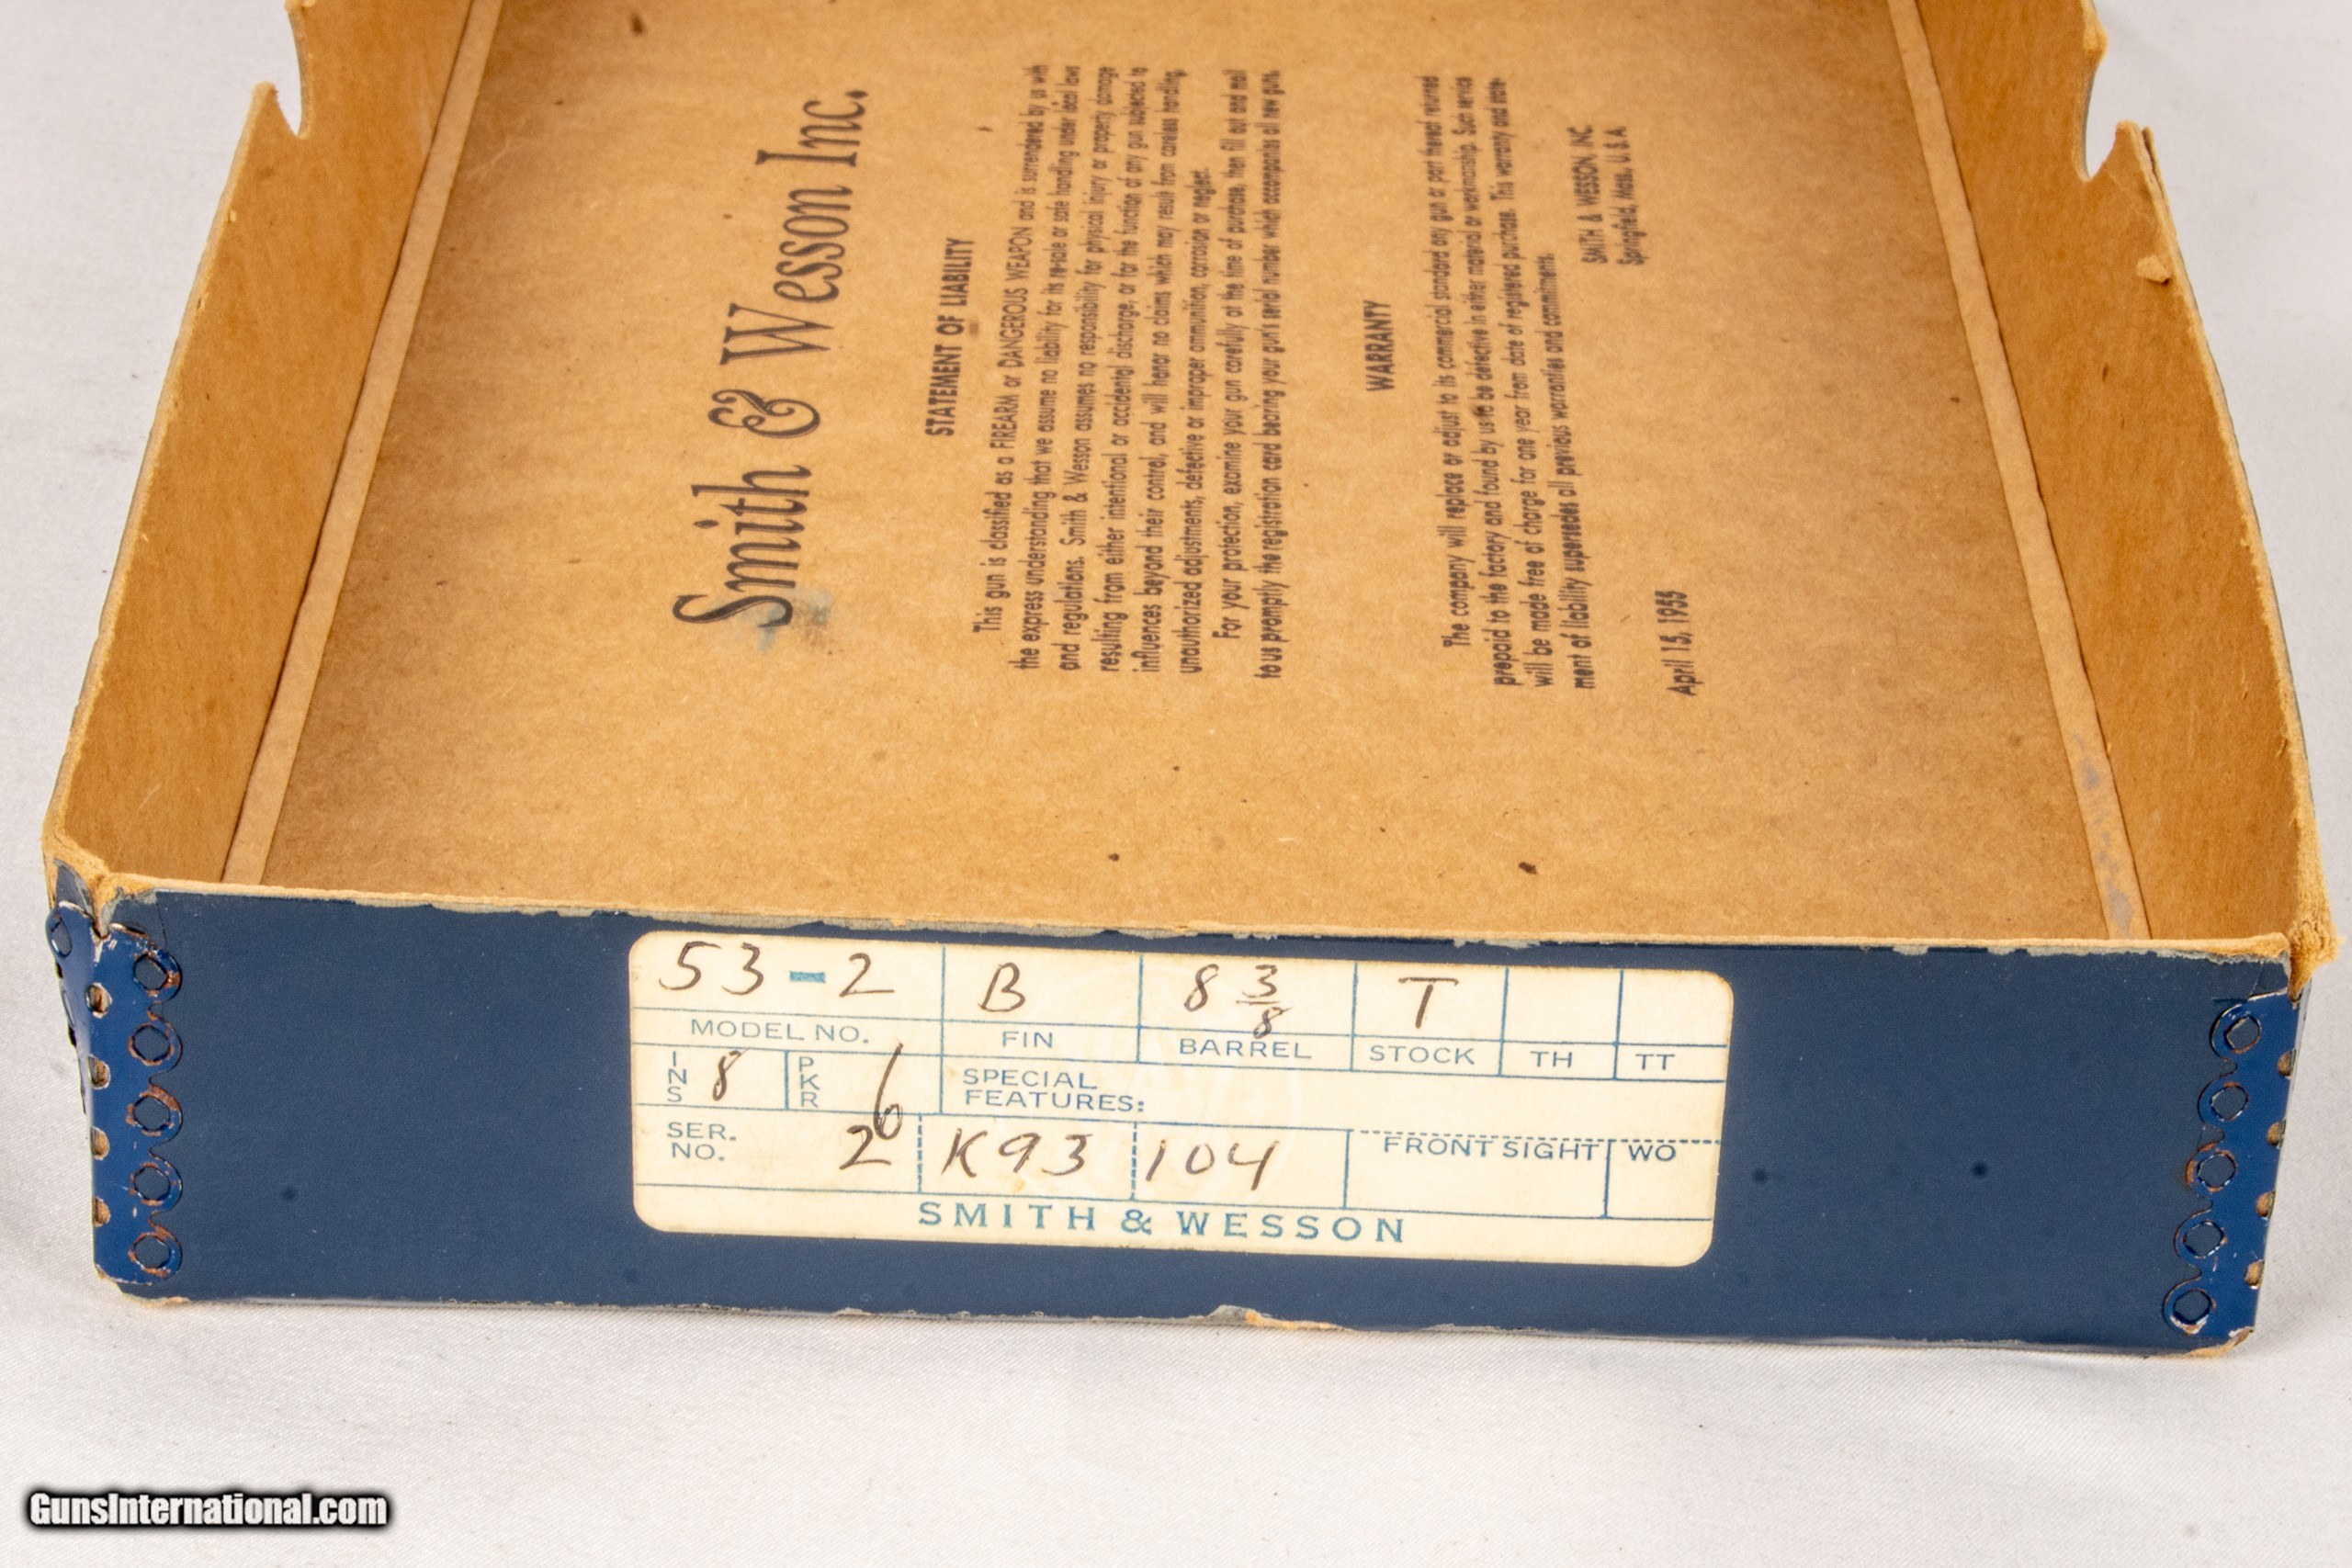 Smith & Wesson Inc.
STATEMENT OF LIABILITY
This gun is classified as a FIREARM or DANGEROUS WEAPON and is surrendered by us with
the express understanding that we assume no liability for its re-sale or safe handling under local laws
and regulations. Smith & Wesson assumes no responsibility for physical injury or property damage
resulting from either intentional or accidental discharge, or for the function of any gun subjected to
influences beyond their control, and will honor no claims which may result from careless handling,
unauthorized adjustments, defective or improper ammunition, corrosion or neglect.
For your protection, examine your gun carefully at the time of purchase, then fill out and mail
to us promptly the registration card bearing your gun's serial number which accompanies all new guns.
WARRANTY
The company will replace or adjust to its commercial standard any gun or part thereof returned
prepaid to the factory and found by us to be defective in either material or workmanship. Such service
will be made free of charge for one year from date of registered purchase. This warranty and state-
ment of liability supersedes all previous warranties and commitments.
SMITH & WESSON INC.
Springfield, Mass., U.S.A.
April 15, 1955
53-2 B 8 3/8 T
MODEL NO. FIN BARREL STOCK TH TT
INS 8 PKR 6 SPECIAL
FEATURES:
SER.
NO. 2 K93 104 FRONT SIGHT WO
SMITH & WESSON
GunsInternational.com